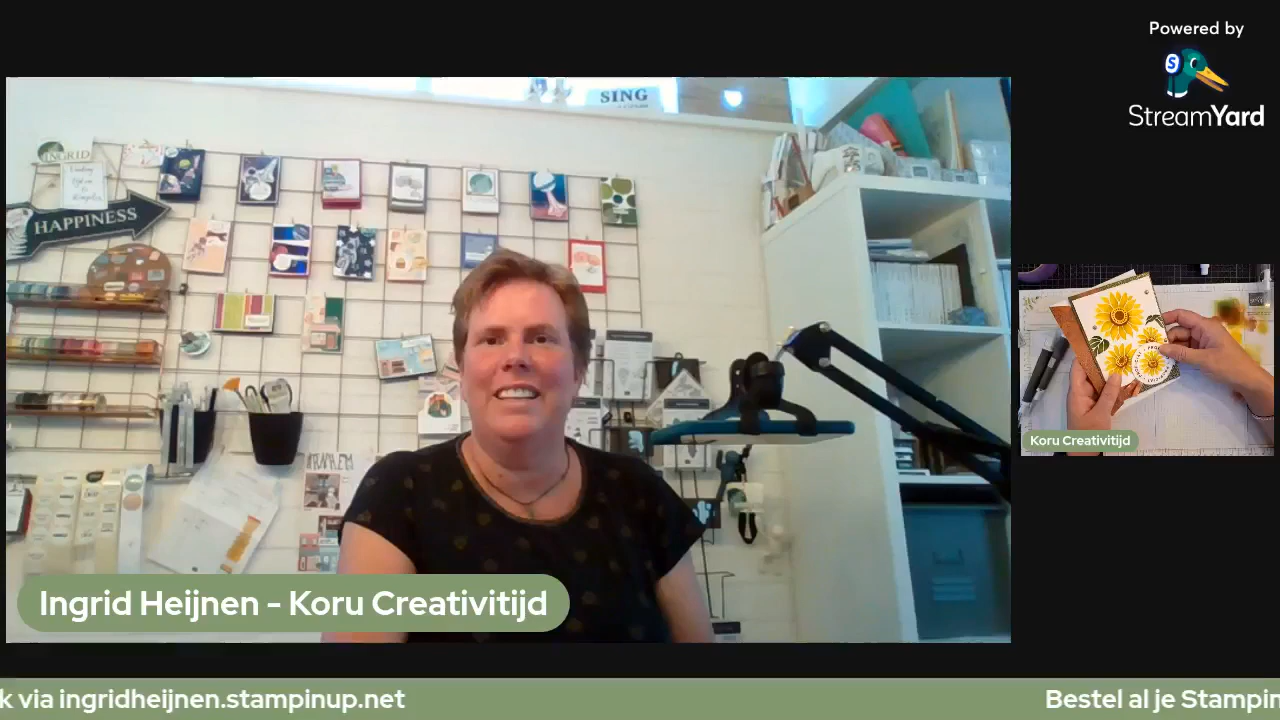 Powered by
S
StreamYard
SING
INGRID
HAPPINESS
Koru Creativitijd
Ingrid Heijnen - Koru Creativitijd
k via ingridheijnen.stampinup.net
Bestel al je Stampin